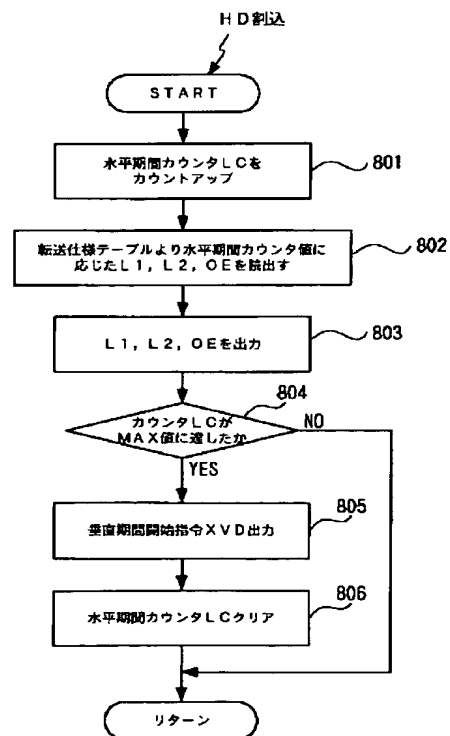 HD割込
START
水平期間カウンタLCを
カウントアップ
801
転送仕様テーブルより水平期間カウンタ値に
応じたL1，L2，OEを読出す
802
L1，L2，OEを出力
803
804
カウンタLCが
MAX値に達したか
NO
YES
垂直期間開始指令XVD出力
805
水平期間カウンタLCクリア
806
リターン